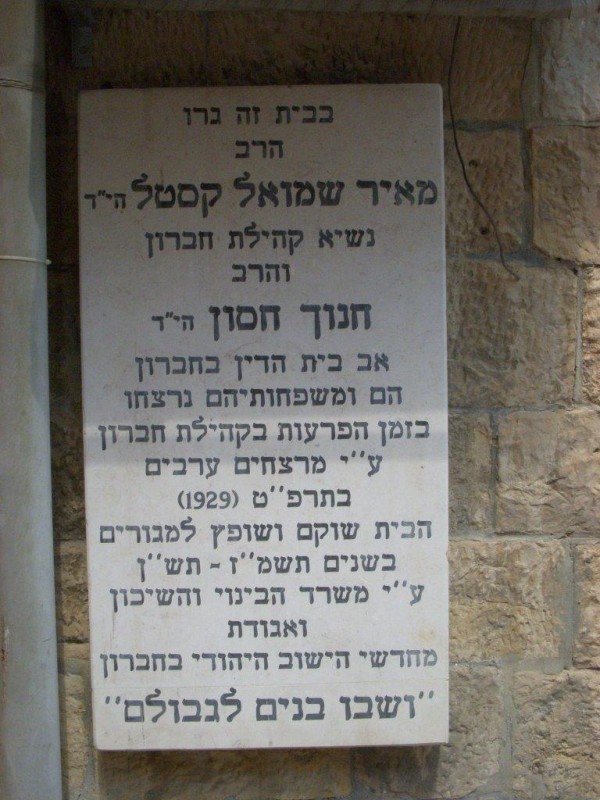 בבית זה גרו
הרב
מאיר שמואל קסטל הי"ד
נשיא קהילת חברון
והרב
חנוך חסון הי"ד
אב בית הדין בחברון
הם ומשפחותיהם נרצחו
בזמן הפרעות בקהילת חברון
ע''י מרצחים ערבים
בתרפ''ט (1929)
הבית שוקם ושופץ למגורים
בשנים תשמ''ז - תש''ן
ע''י משרד הבינוי והשיכון
ואגודת
מחדשי הישוב היהודי בחברון
"ושבו בנים לגבולם"